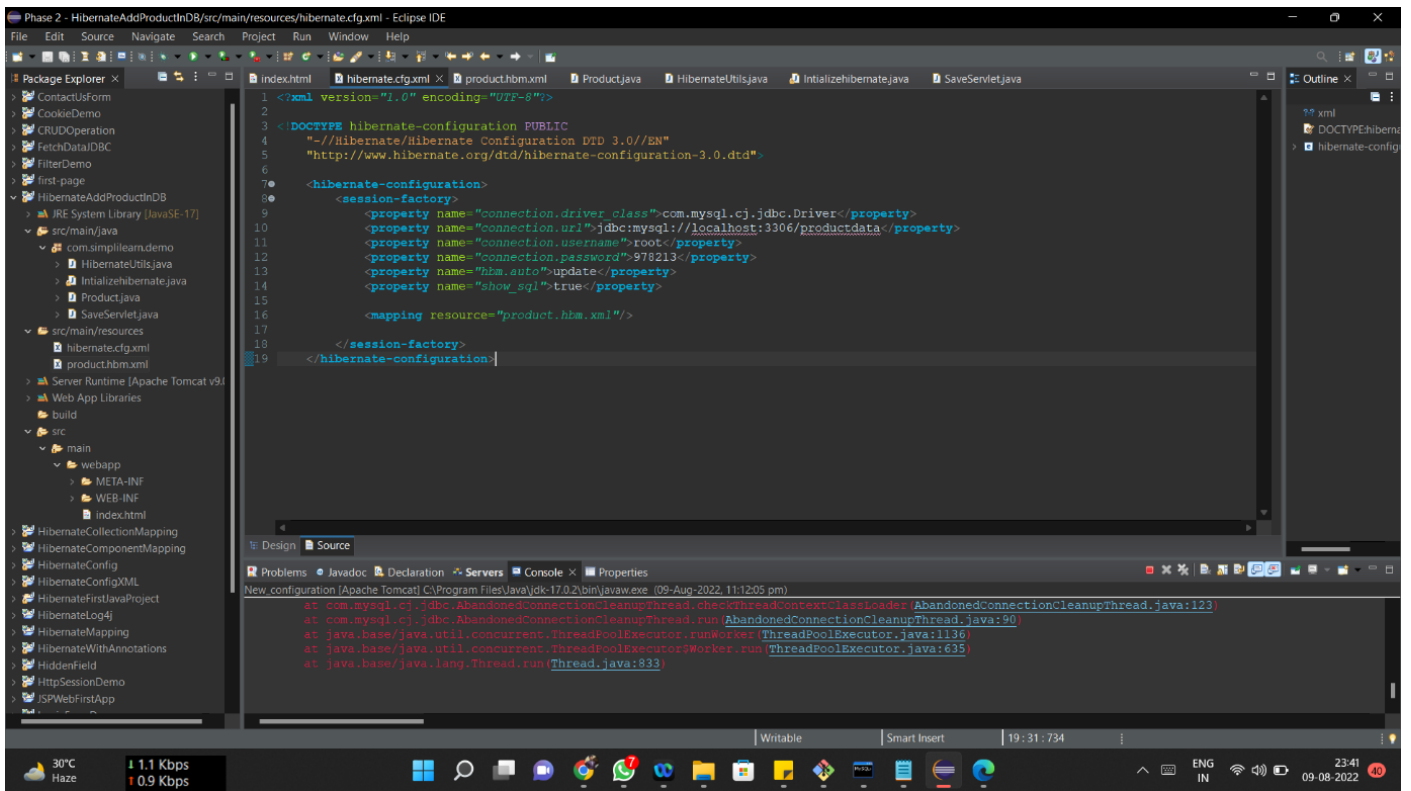 Phase 2 - HibernateAddProductInDB/src/main/resources/hibernate.cfg.xml - Eclipse IDE
File Edit Source Navigate Search Project Run Window Help
Package Explorer
ContactUsForm
CookieDemo
CRUDOperation
FetchDataJDBC
FilterDemo
first-page
HibernateAddProductInDB
JRE System Library [JavaSE-17]
src/main/java
com.simplilearn.demo
HibernateUtils.java
Intializehibernate.java
Product.java
SaveServlet.java
src/main/resources
hibernate.cfg.xml
product.hbm.xml
Server Runtime [Apache Tomcat v9.
Web App Libraries
build
src
main
webapp
META-INF
WEB-INF
index.html
HibernateCollectionMapping
HibernateComponentMapping
HibernateConfig
HibernateConfigXML
HibernateFirstJavaProject
HibernateLog4j
HibernateMapping
HibernateWithAnnotations
HiddenField
HttpSessionDemo
JSPWebFirstApp
index.html hibernate.cfg.xml product.hbm.xml Product.java HibernateUtils.java Intializehibernate.java SaveServlet.java
1 <?xml version="1.0" encoding="UTF-8"?>
2
3 <!DOCTYPE hibernate-configuration PUBLIC
4 "-//Hibernate/Hibernate Configuration DTD 3.0//EN"
5 "http://www.hibernate.org/dtd/hibernate-configuration-3.0.dtd">
6
7 <hibernate-configuration>
8 <session-factory>
9 <property name="connection.driver_class">com.mysql.cj.jdbc.Driver</property>
10 <property name="connection.url">jdbc:mysql://localhost:3306/productdata</property>
11 <property name="connection.username">root</property>
12 <property name="connection.password">978213</property>
13 <property name="hbm.auto">update</property>
14 <property name="show_sql">true</property>
15
16 <mapping resource="product.hbm.xml"/>
17
18 </session-factory>
19 </hibernate-configuration>
Design Source
Outline
xml
DOCTYPE:hiberna
hibernate-config
Problems Javadoc Declaration Servers Console Properties
New_configuration [Apache Tomcat] C:\Program Files\Java\jdk-17.0.2\bin\javaw.exe (09-Aug-2022, 11:12:05 pm)
at com.mysql.cj.jdbc.AbandonedConnectionCleanupThread.checkThreadContextClassLoader(AbandonedConnectionCleanupThread.java:123)
at com.mysql.cj.jdbc.AbandonedConnectionCleanupThread.run(AbandonedConnectionCleanupThread.java:90)
at java.base/java.util.concurrent.ThreadPoolExecutor.runWorker(ThreadPoolExecutor.java:1136)
at java.base/java.util.concurrent.ThreadPoolExecutor$Worker.run(ThreadPoolExecutor.java:635)
at java.base/java.lang.Thread.run(Thread.java:833)
Writable Smart Insert 19 : 31 : 734
30°C
Haze
1.1 Kbps
0.9 Kbps
7
ENG
IN
23:41
09-08-2022
40